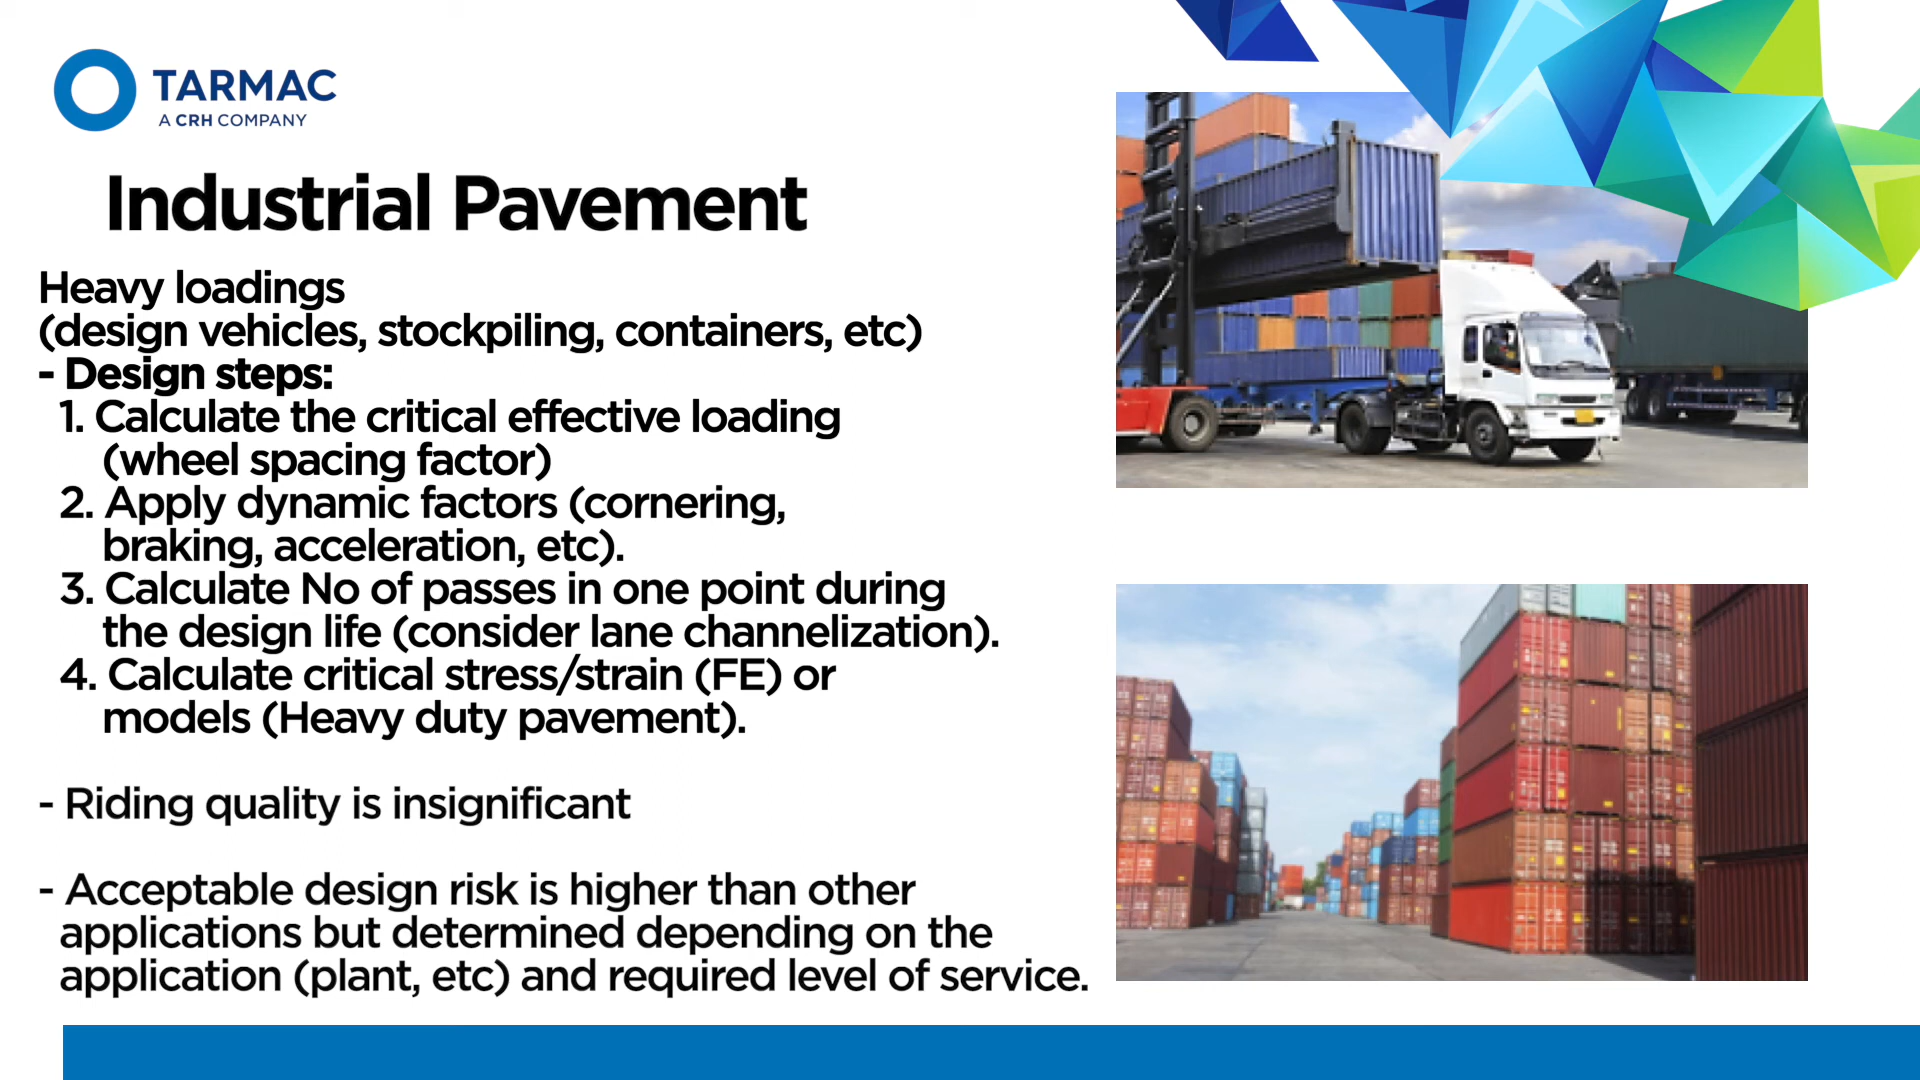 TARMAC
A CRH COMPANY
Industrial Pavement
Heavy loadings
(design vehicles, stockpiling, containers, etc)
- Design steps:
1. Calculate the critical effective loading
(wheel spacing factor)
2. Apply dynamic factors (cornering,
braking, acceleration, etc).
3. Calculate No of passes in one point during
the design life (consider lane channelization).
4. Calculate critical stress/strain (FE) or
models (Heavy duty pavement).
- Riding quality is insignificant
- Acceptable design risk is higher than other
applications but determined depending on the
application (plant, etc) and required level of service.